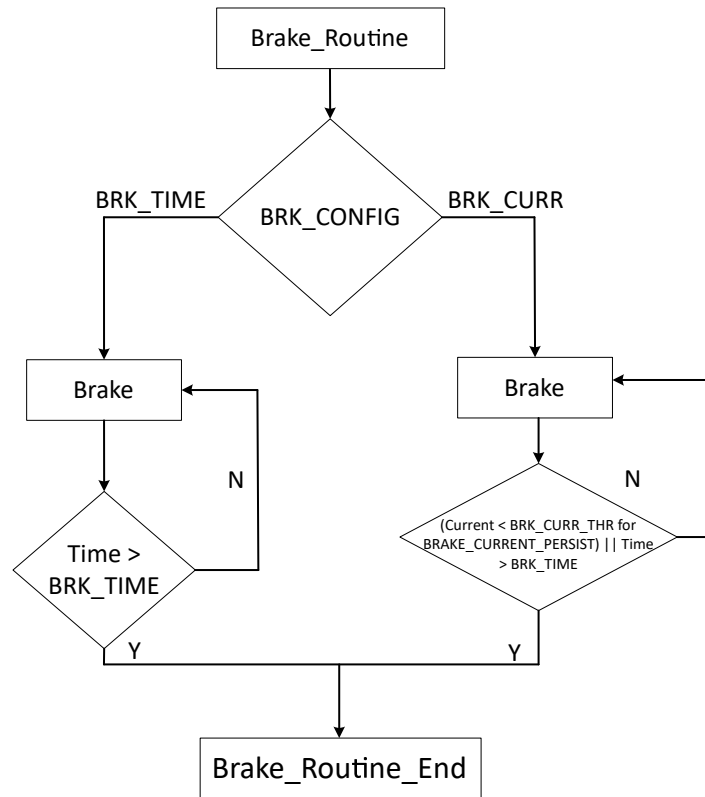 Brake_Routine
BRK_TIME
BRK_CONFIG
BRK_CURR
Brake
Brake
N
N
(Current < BRK_CURR_THR for
BRAKE_CURRENT_PERSIST) || Time
> BRK_TIME
Time >
BRK_TIME
Y
Y
Brake_Routine_End